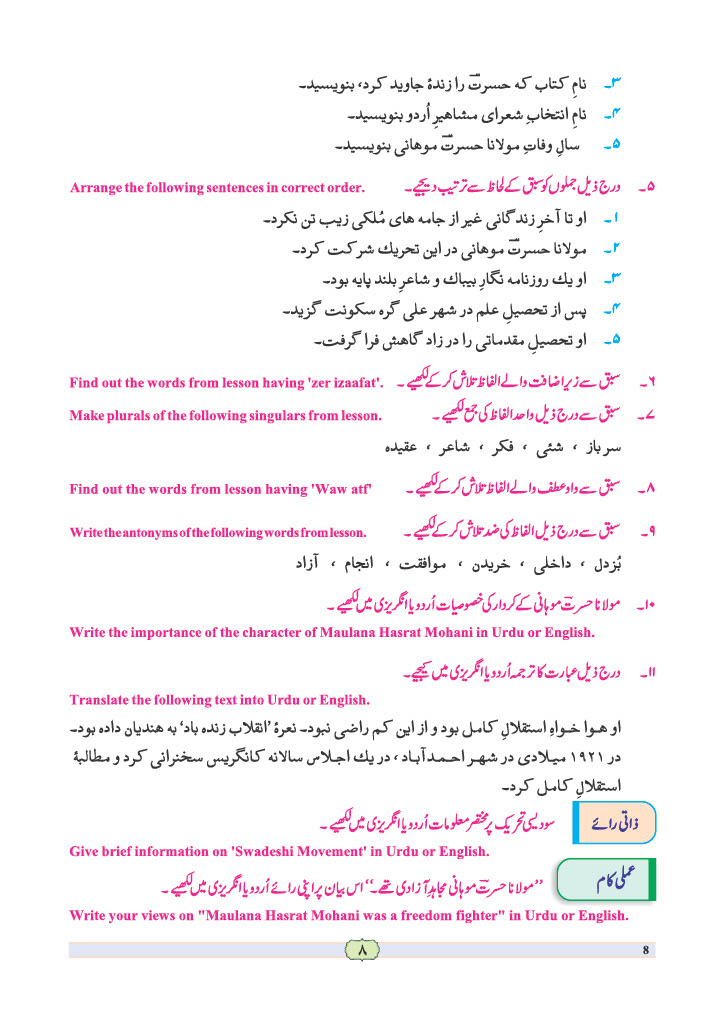 ۳۔ نامِ کتاب که حسرتؔ را زندۂ جاوید کرد، بنویسید۔
۴۔ نامِ انتخابِ شعرای مشاهیرِ اُردو بنویسید۔
۵۔ سالِ وفاتِ مولانا حسرتؔ موهانی بنویسید۔
۵۔ درج ذیل جملوں کو سبق کے لحاظ سے ترتیب دیجیے۔ Arrange the following sentences in correct order.
۱۔ او تا آخرِ زندگانی غیر از جامه های مُلکی زیب تن نکرد۔
۲۔ مولانا حسرتؔ موهانی در این تحریك شرکت کرد۔
۳۔ او یك روزنامه نگارِ بیباك و شاعرِ بلند پایه بود۔
۴۔ پس از تحصیلِ علم در شهر علی گره سکونت گزید۔
۵۔ او تحصیلِ مقدماتی را در زاد گاهش فرا گرفت۔
۶۔ سبق سے زیرِ اضافت والے الفاظ تلاش کر کے لکھیے۔ Find out the words from lesson having 'zer izaafat'.
۷۔ سبق سے درج ذیل واحد الفاظ کی جمع لکھیے۔ Make plurals of the following singulars from lesson.
سرباز ، شئی ، فکر ، شاعر ، عقیده
۸۔ سبق سے واو عطف والے الفاظ تلاش کر کے لکھیے۔ Find out the words from lesson having 'Waw atf'
۹۔ سبق سے درج ذیل الفاظ کی ضد تلاش کر کے لکھیے۔ Write the antonyms of the following words from lesson.
بُزدل ، داخلی ، خریدن ، موافقت ، انجام ، آزاد
۱۰۔ مولانا حسرتؔ موہانی کے کردار کی خصوصیات اُردو یا انگریزی میں لکھیے۔
Write the importance of the character of Maulana Hasrat Mohani in Urdu or English.
۱۱۔ درج ذیل عبارت کا ترجمہ اُردو یا انگریزی میں کیجیے۔
Translate the following text into Urdu or English.
او هوا خواهِ استقلالِ کامل بود و از این کم راضی نبود۔ نعرۂ ’انقلاب زنده باد‘ به هندیان داده بود۔
در ۱۹۲۱ میلادی در شهر احمدآباد ، در یك اجلاس سالانه کانگریس سخنرانی کرد و مطالبۂ
استقلالِ کامل کرد۔
ذاتی رائے سودیسی تحریک پر مختصر معلومات اُردو یا انگریزی میں لکھیے۔
Give brief information on 'Swadeshi Movement' in Urdu or English.
عملی کام ’’مولانا حسرتؔ موہانی مجاہدِ آزادی تھے۔‘‘ اس بیان پر اپنی رائے اُردو یا انگریزی میں لکھیے۔
Write your views on "Maulana Hasrat Mohani was a freedom fighter" in Urdu or English.
۸ 8